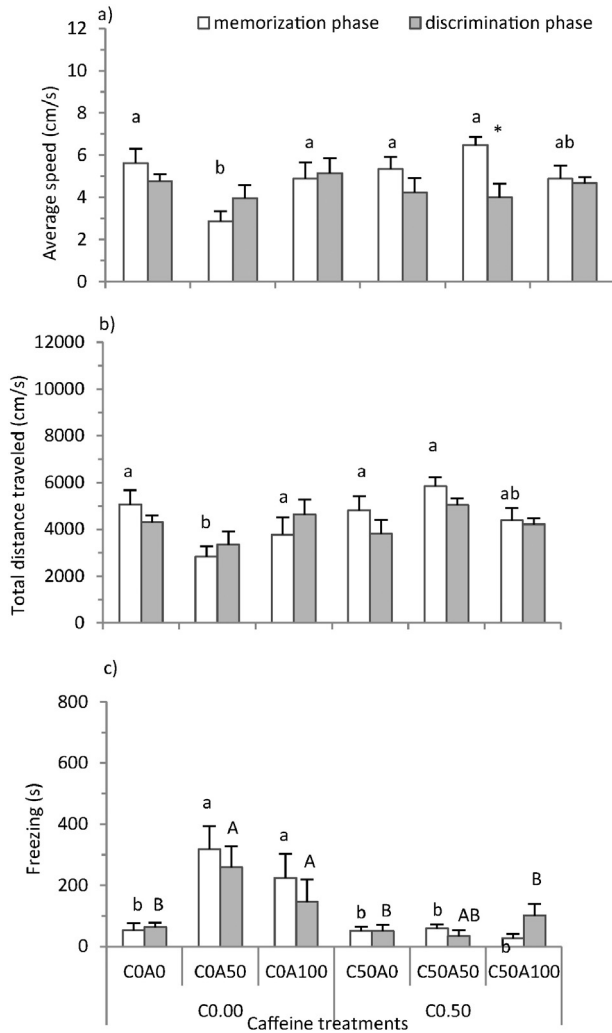 a)
memorization phase
discrimination phase
Average speed (cm/s)
12
10
8
6
4
2
0
a
b
a
a
a
*
ab
b)
Total distance traveled (cm/s)
12000
10000
8000
6000
4000
2000
0
a
b
a
a
a
ab
c)
Freezing (s)
800
600
400
200
0
b B
a A
a A
b B
b AB
b B
C0A0 C0A50 C0A100 C50A0 C50A50 C50A100
C0.00 C0.50
Caffeine treatments